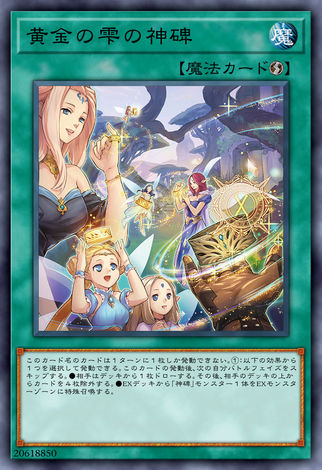 黄金の雫の神碑
魔
【魔法カード】
このカード名のカードは1ターンに1枚しか発動できない。①:以下の効果から
1つを選択して発動できる。このカードの発動後、次の自分バトルフェイズをス
キップする。●相手はデッキから1枚ドローする。その後、相手のデッキの上か
らカードを4枚除外する。●EXデッキから「神碑」モンスター1体をEXモンス
ターゾーンに特殊召喚する。
20618850